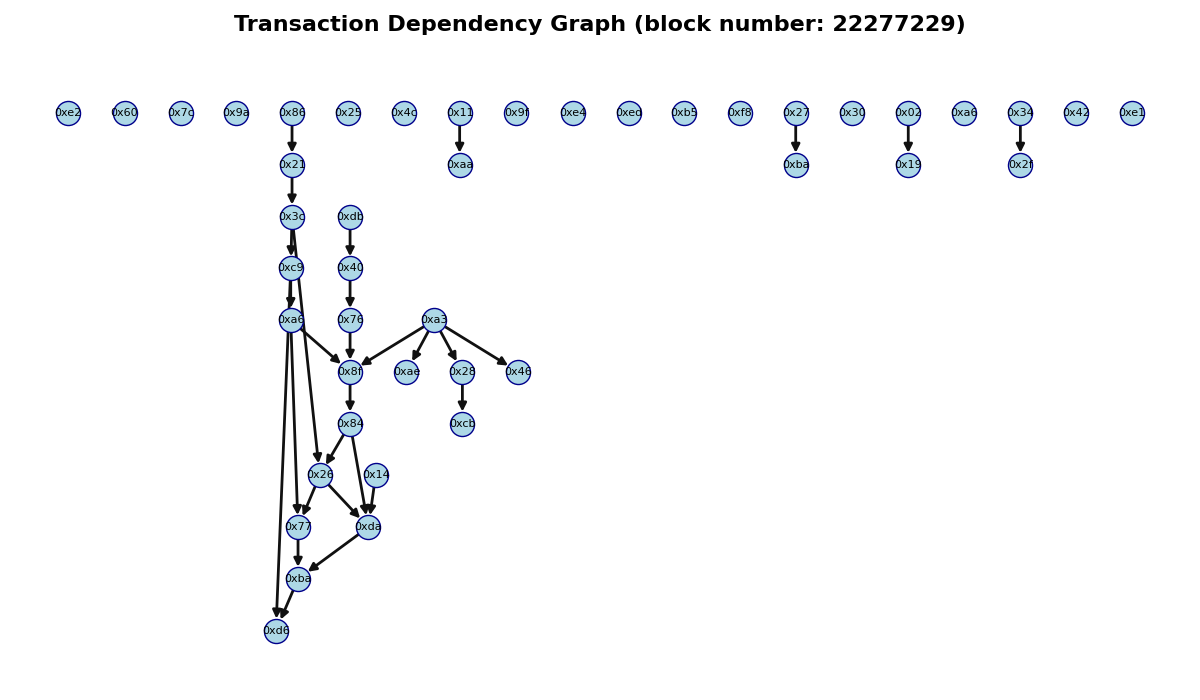 Transaction Dependency Graph (block number: 22277229)
0xe2 0x60 0x7c 0x9a 0x86 0x25 0x4c 0x11 0x9f 0xe4 0xed 0xb5 0xf8 0x27 0x30 0x02 0xa6 0x34 0x42 0xe1
0x21 0xaa 0xba 0x19 0x2f
0x3c 0xdb
0xc9 0x40
0xa6 0x76 0xa3
0x8f 0xae 0x28 0x46
0x84 0xcb
0x26 0x14
0x77 0xda
0xba
0xd6